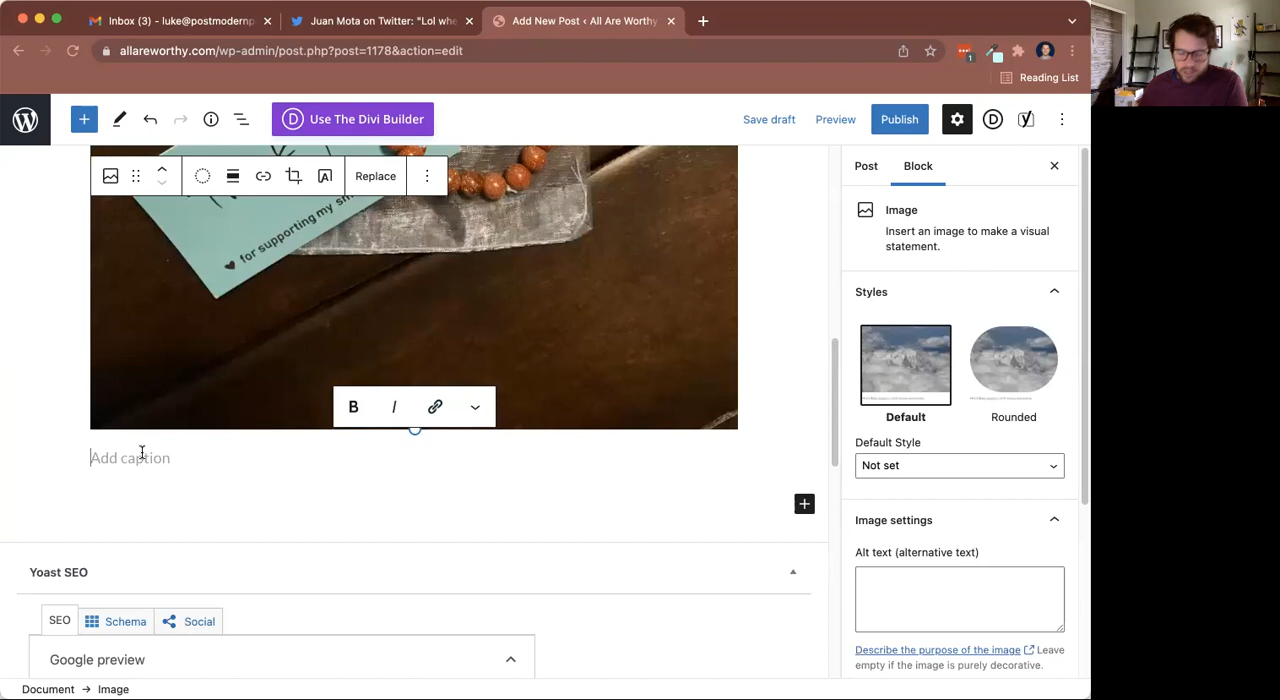 Inbox (3) - luke@postmodernp
Juan Mota on Twitter: "Lol whe
Add New Post ‹ All Are Worthy
allareworthy.com/wp-admin/post.php?post=1178&action=edit
1
Reading List
Use The Divi Builder
Save draft
Preview
Publish
Replace
for supporting my sm
B I
Add caption
Post
Block
Image
Insert an image to make a visual
statement.
Styles
Default
Rounded
Default Style
Not set
Image settings
Alt text (alternative text)
Describe the purpose of the image Leave
empty if the image is purely decorative.
Yoast SEO
SEO
Schema
Social
Google preview
Document → Image